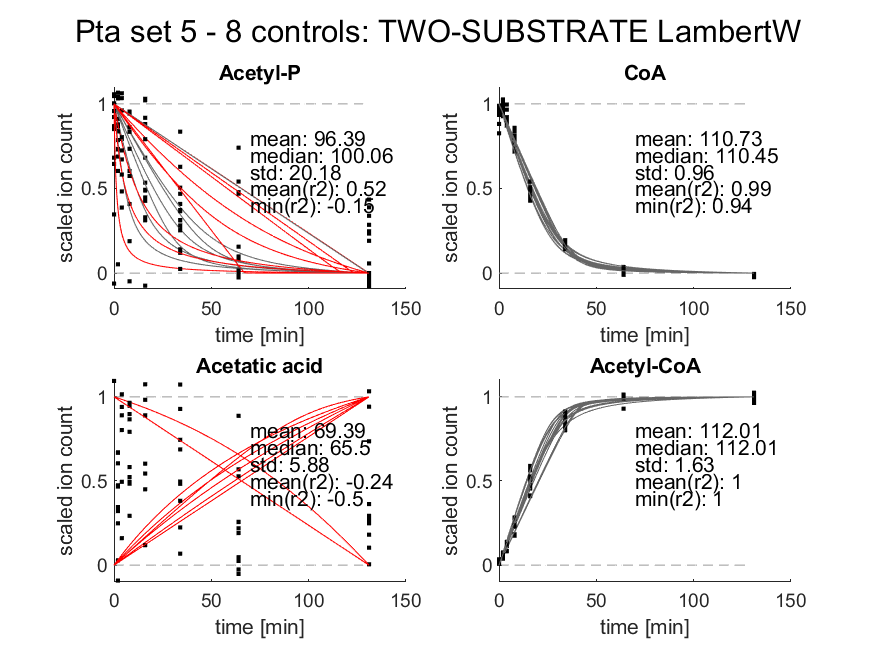 Pta set 5 - 8 controls: TWO-SUBSTRATE LambertW
Acetyl-P
scaled ion count
1
0.5
0
mean: 96.39
median: 100.06
std: 20.18
mean(r2): 0.52
min(r2): -0.15
0
50
100
150
time [min]
CoA
scaled ion count
1
0.5
0
mean: 110.73
median: 110.45
std: 0.96
mean(r2): 0.99
min(r2): 0.94
0
50
100
150
time [min]
Acetatic acid
scaled ion count
1
0.5
0
mean: 69.39
median: 65.5
std: 5.88
mean(r2): -0.24
min(r2): -0.5
0
50
100
150
time [min]
Acetyl-CoA
scaled ion count
1
0.5
0
mean: 112.01
median: 112.01
std: 1.63
mean(r2): 1
min(r2): 1
0
50
100
150
time [min]